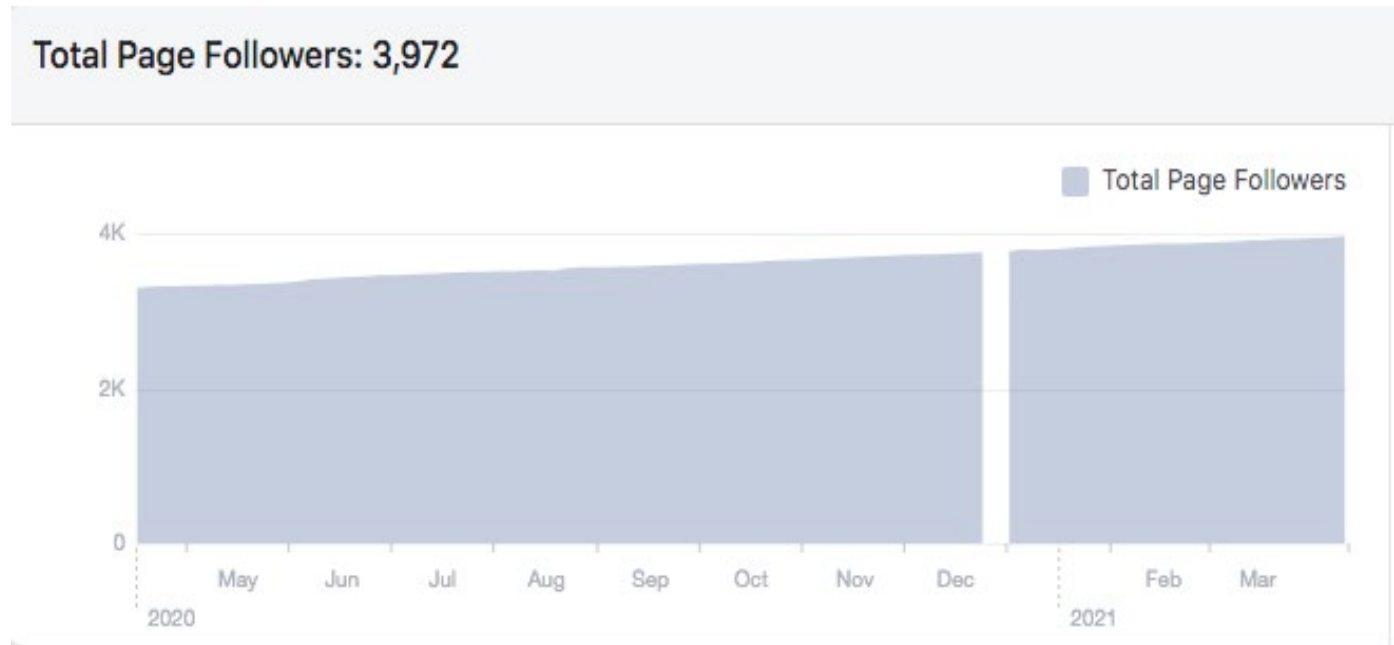 Total Page Followers: 3,972
Total Page Followers
4K
2K
0
May Jun Jul Aug Sep Oct Nov Dec Feb Mar
2020 2021